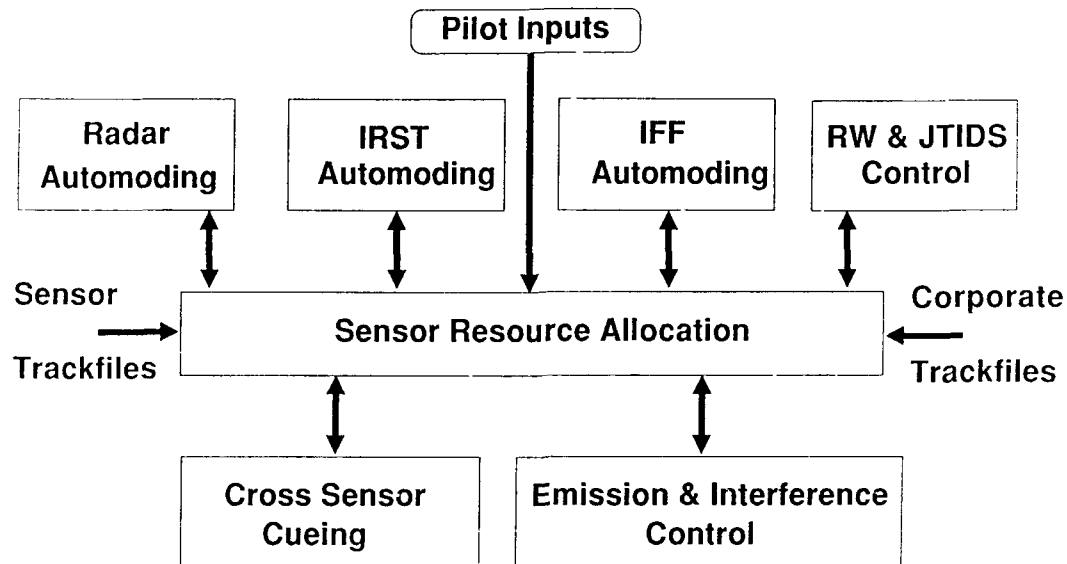 Pilot Inputs
Radar
Automoding
IRST
Automoding
IFF
Automoding
RW & JTIDS
Control
Sensor
Trackfiles
Sensor Resource Allocation
Corporate
Trackfiles
Cross Sensor
Cueing
Emission & Interference
Control